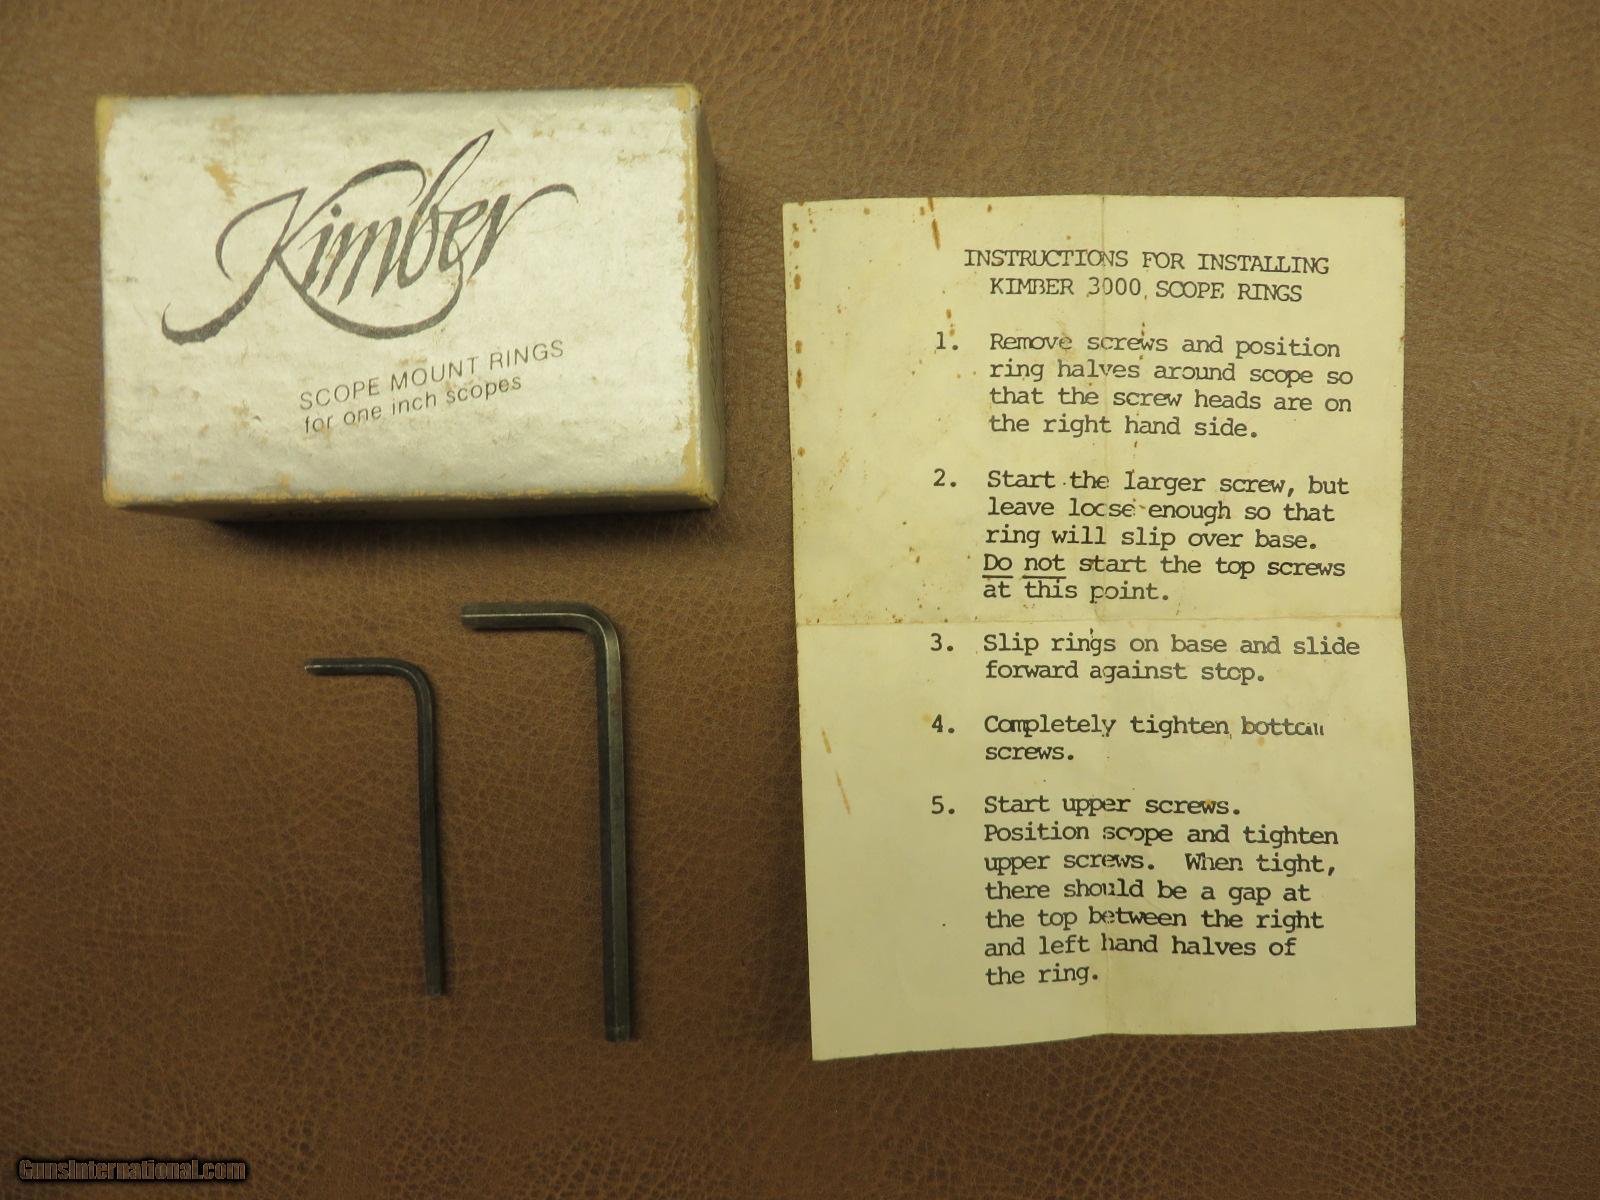 Kimber
SCOPE MOUNT RINGS
for one inch scopes
INSTRUCTIONS FOR INSTALLING
KIMBER 3000 SCOPE RINGS
1. Remove screws and position
ring halves around scope so
that the screw heads are on
the right hand side.
2. Start the larger screw, but
leave loose enough so that
ring will slip over base.
Do not start the top screws
at this point.
3. Slip rings on base and slide
forward against stop.
4. Completely tighten bottom
screws.
5. Start upper screws.
Position scope and tighten
upper screws. When tight,
there should be a gap at
the top between the right
and left hand halves of
the ring.
GunsInternational.com